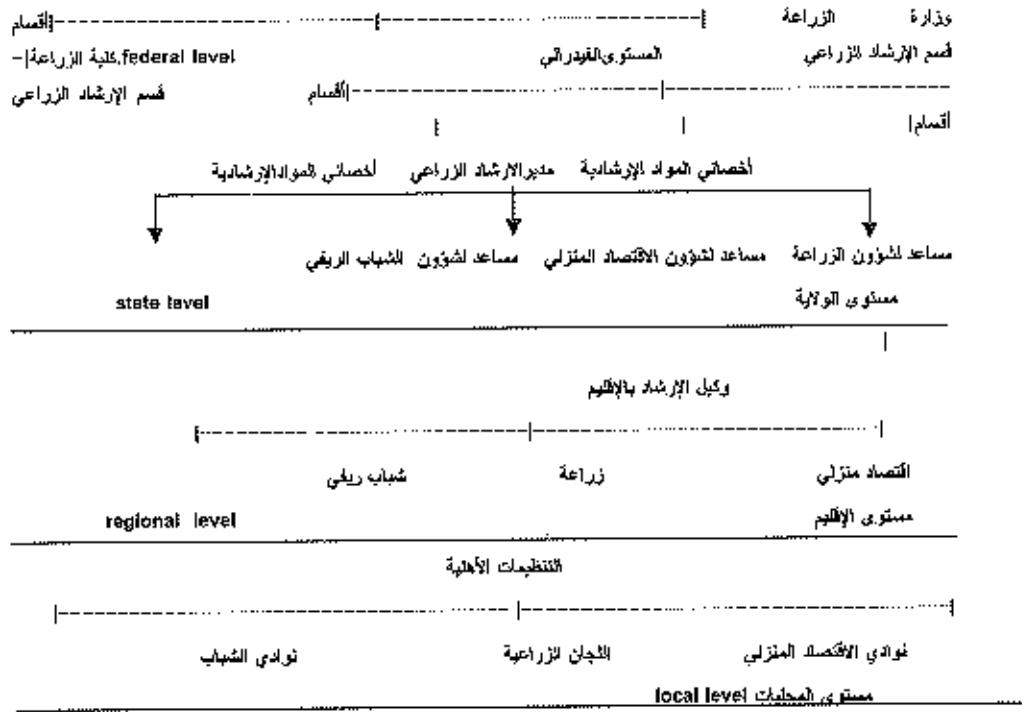 وزارة الزراعة أقسام
قسم الإرشاد الزراعي المستوى الفيدرالي federal level كلية الزراعة
أقسام قسم الإرشاد الزراعي
أقسام
أخصائي المواد الإرشادية مدير الارشاد الزراعي أخصائي المواد الإرشادية
مساعد لشؤون الزراعة مساعد لشؤون الاقتصاد المنزلي مساعد لشؤون الشباب الريفي
مستوى الولاية state level
وكيل الإرشاد بالإقليم
اقتصاد منزلي زراعة شباب ريفي
مستوى الإقليم regional level
التنظيمات الأهلية
نوادي الاقتصاد المنزلي اللجان الزراعية نوادي الشباب
مستوى المحليات local level